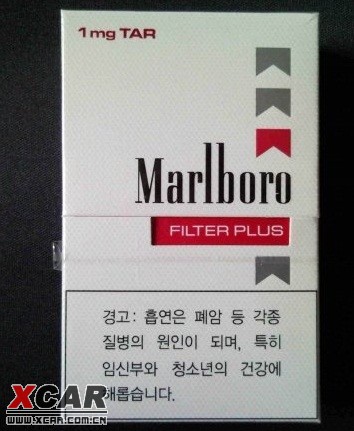 1mg TAR
Marlboro
FILTER PLUS
경고: 흡연은 폐암 등 각종
질병의 원인이 되며, 특히
임신부와 청소년의 건강에
해롭습니다.
XCAR
WWW.XCAR.COM.CN